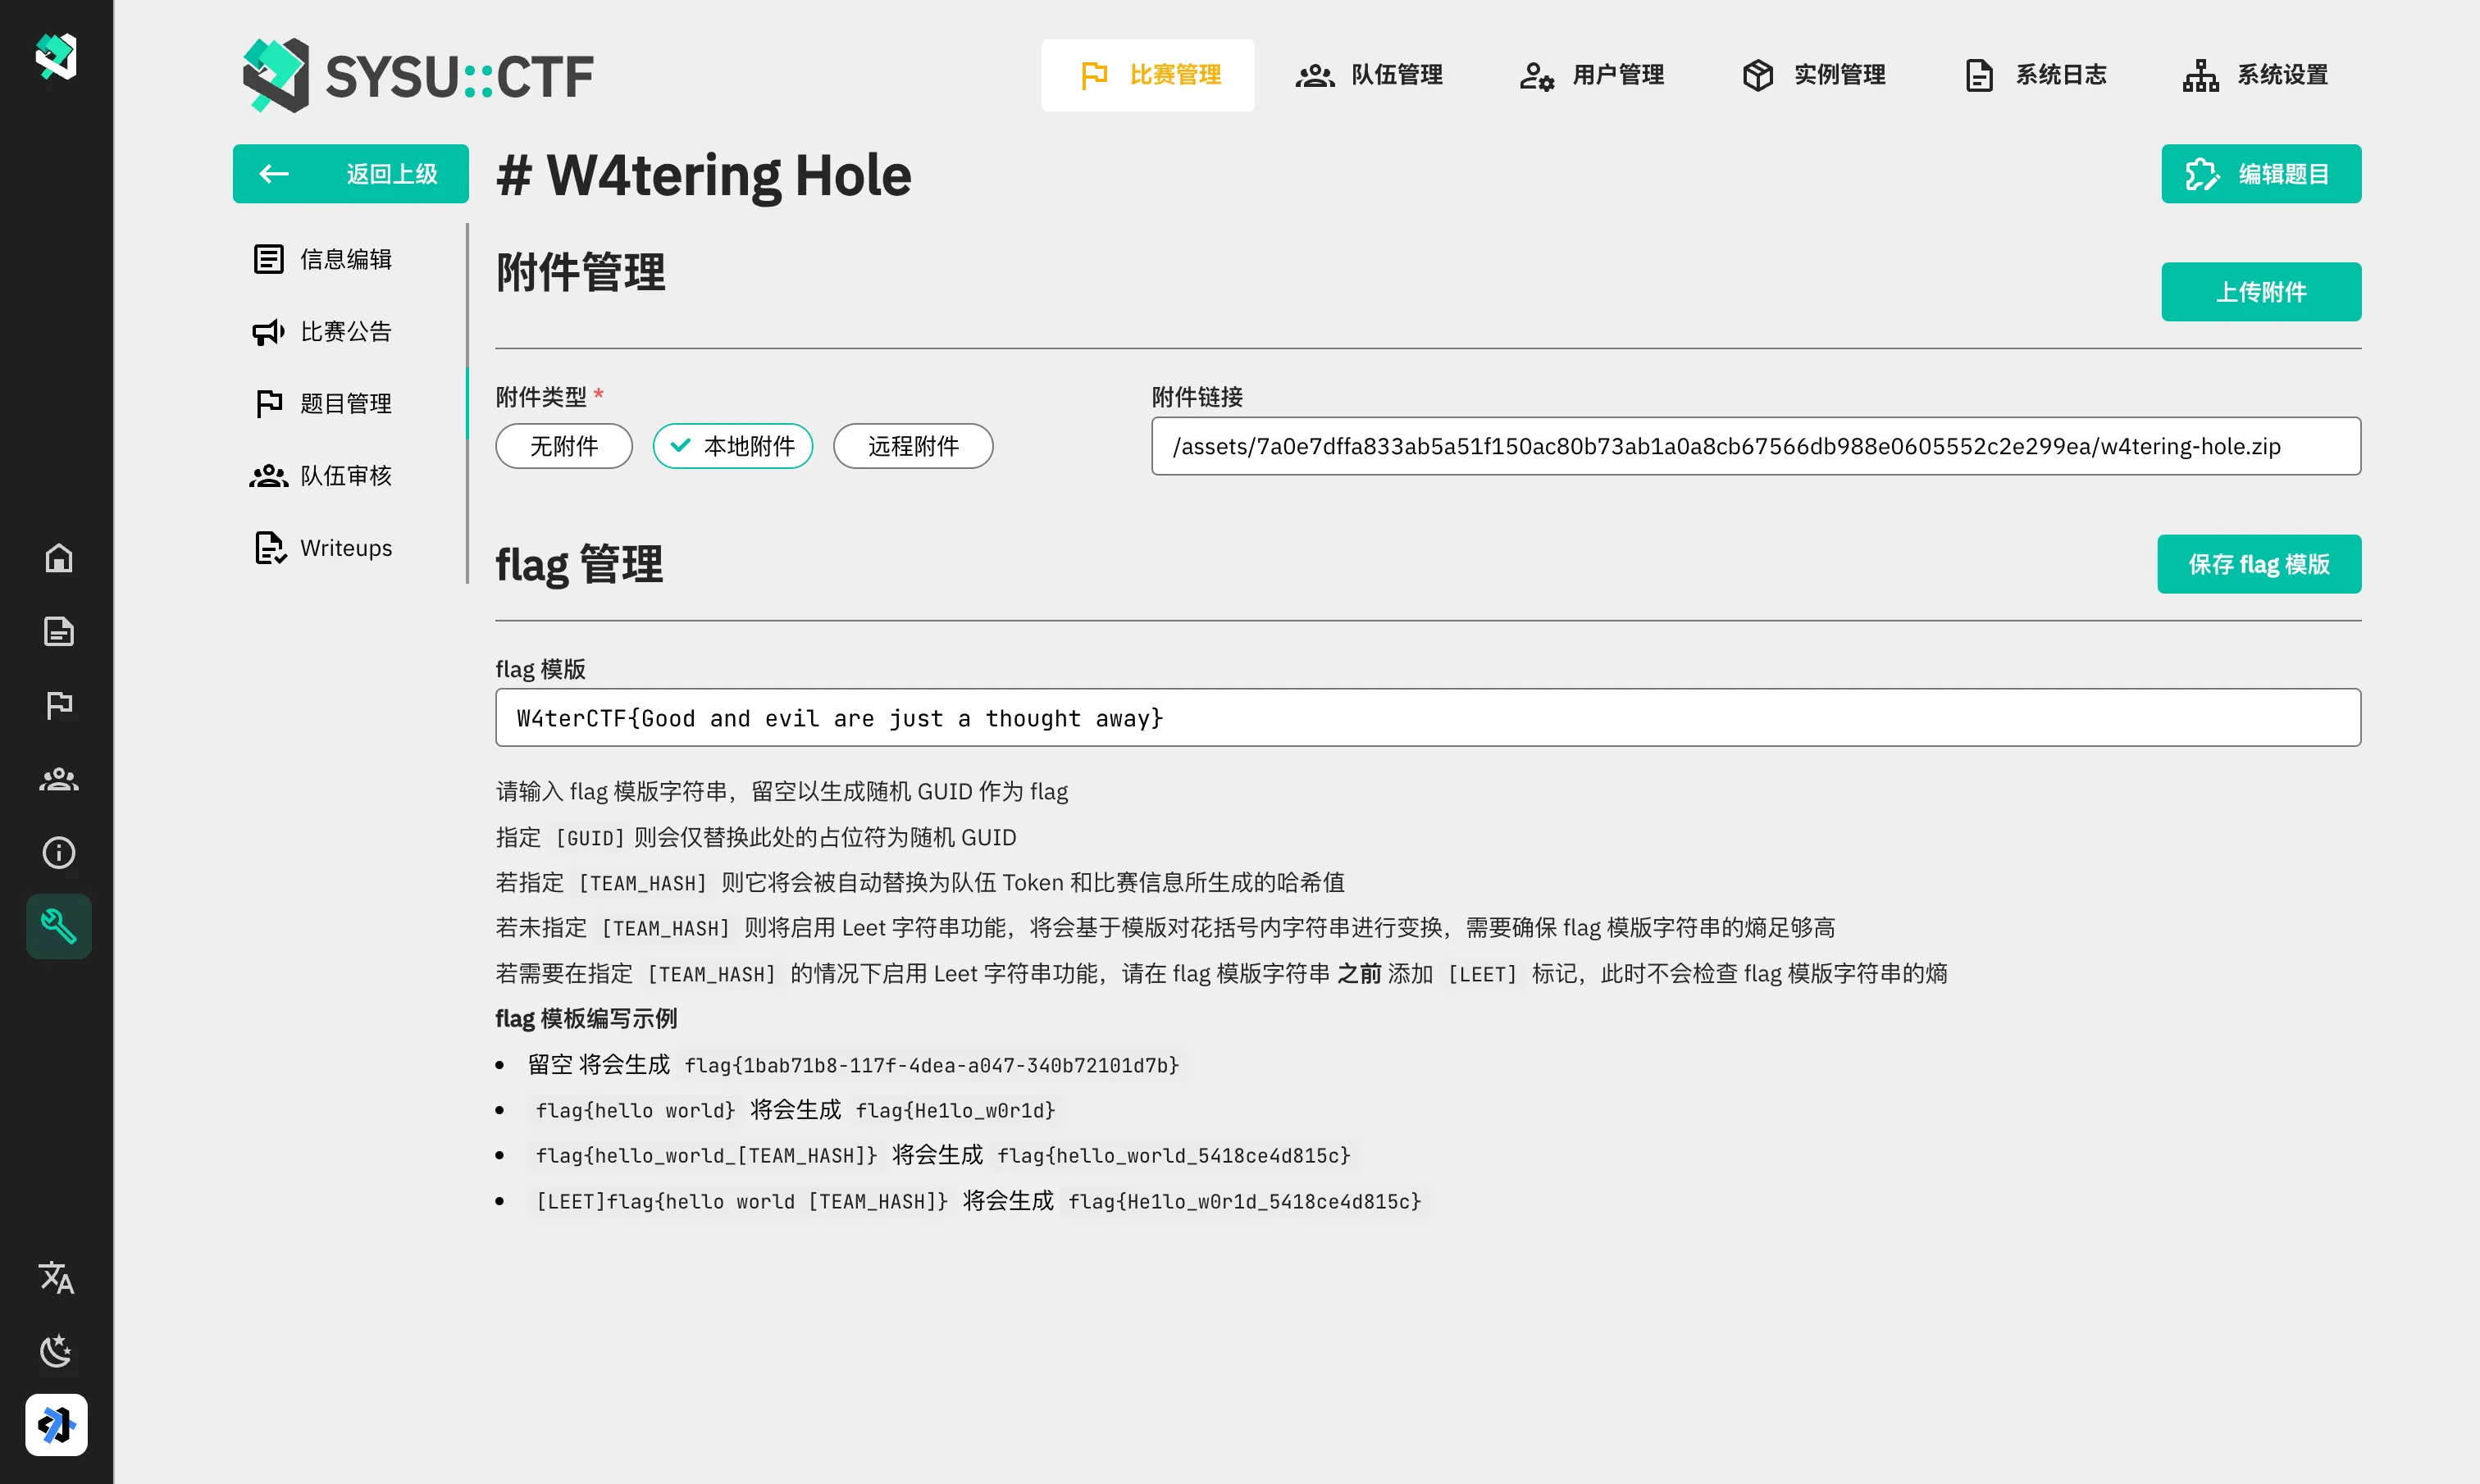 SYSU::CTF
比赛管理
队伍管理
用户管理
实例管理
系统日志
系统设置
返回上级
# W4tering Hole
编辑题目
信息编辑
比赛公告
题目管理
队伍审核
Writeups
附件管理
上传附件
附件类型 *
无附件
本地附件
远程附件
附件链接
/assets/7a0e7dffa833ab5a51f150ac80b73ab1a0a8cb67566db988e0605552c2e299ea/w4tering-hole.zip
flag 管理
保存 flag 模版
flag 模版
W4terCTF{Good and evil are just a thought away}
请输入 flag 模版字符串，留空以生成随机 GUID 作为 flag
指定 [GUID] 则会仅替换此处的占位符为随机 GUID
若指定 [TEAM_HASH] 则它将会被自动替换为队伍 Token 和比赛信息所生成的哈希值
若未指定 [TEAM_HASH] 则将启用 Leet 字符串功能，将会基于模版对花括号内字符串进行变换，需要确保 flag 模版字符串的熵足够高
若需要在指定 [TEAM_HASH] 的情况下启用 Leet 字符串功能，请在 flag 模版字符串 之前 添加 [LEET] 标记，此时不会检查 flag 模版字符串的熵
flag 模板编写示例
• 留空 将会生成 flag{1bab71b8-117f-4dea-a047-340b72101d7b}
• flag{hello world} 将会生成 flag{He1lo_w0r1d}
• flag{hello_world_[TEAM_HASH]} 将会生成 flag{hello_world_5418ce4d815c}
• [LEET]flag{hello world [TEAM_HASH]} 将会生成 flag{He1lo_w0r1d_5418ce4d815c}